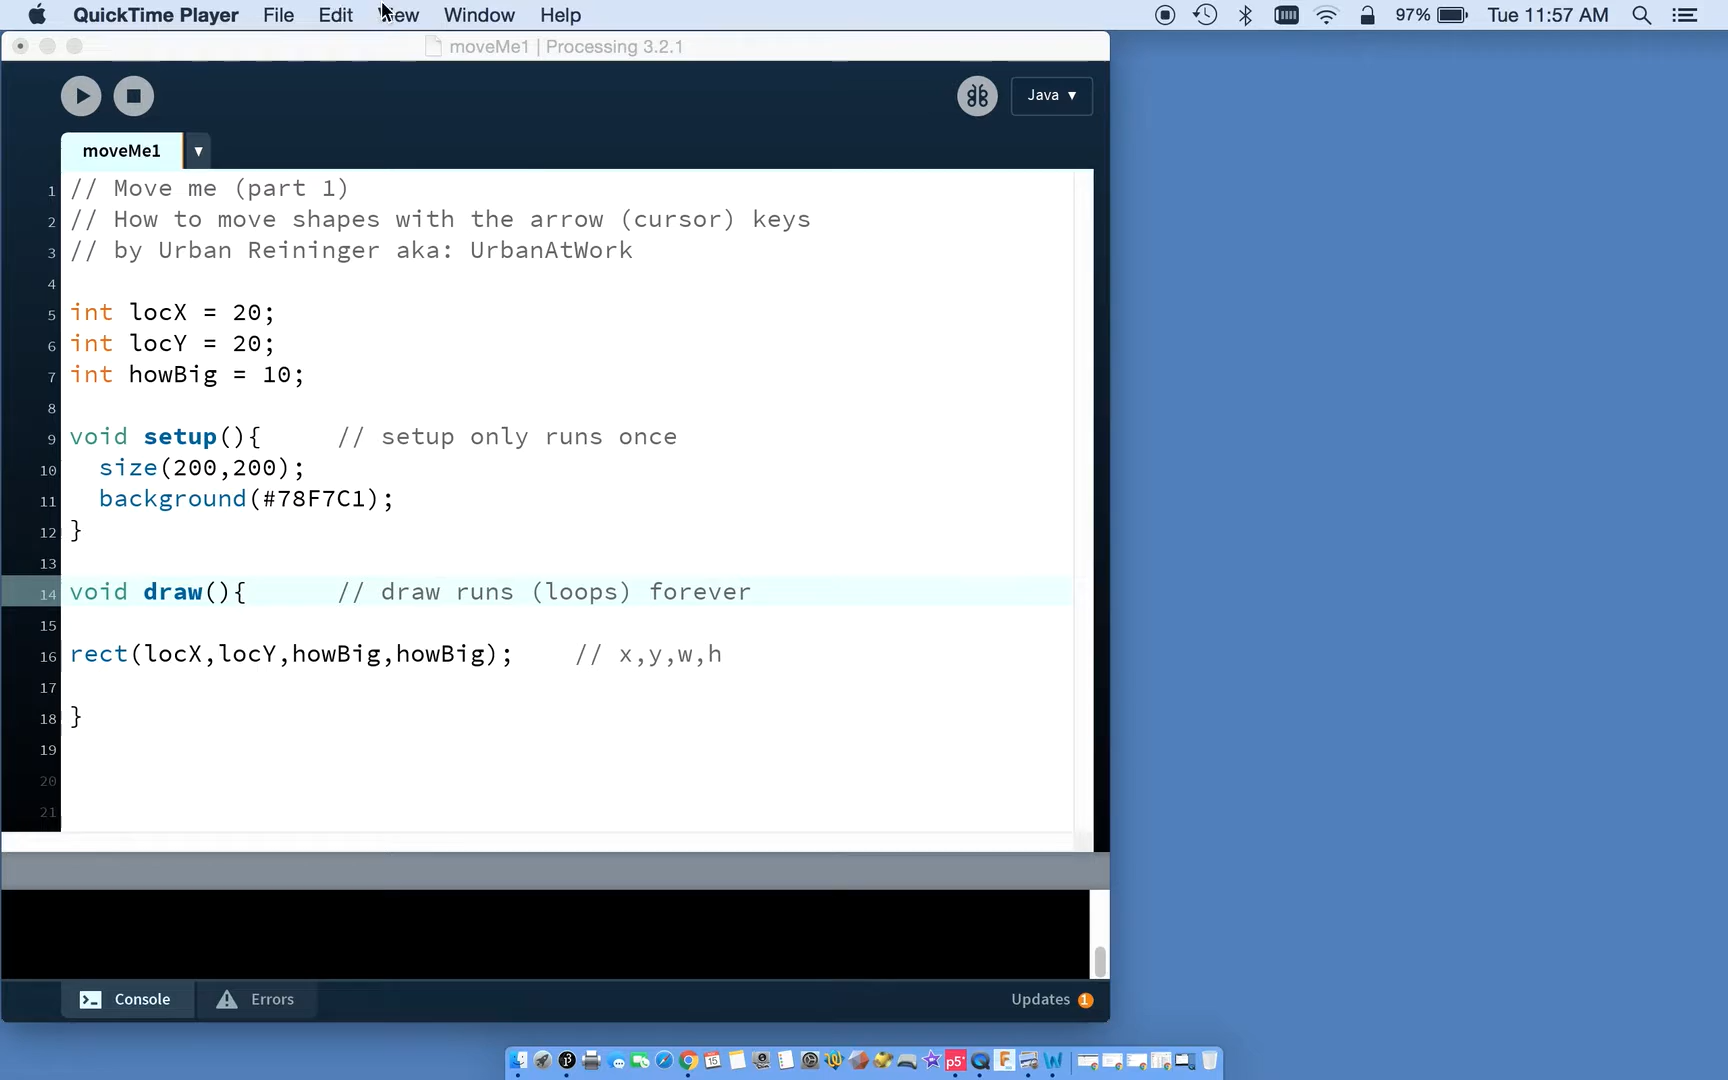 QuickTime Player File Edit View Window Help 97% Tue 11:57 AM
moveMe1 | Processing 3.2.1
Java ▼
moveMe1 ▼
1 // Move me (part 1)
2 // How to move shapes with the arrow (cursor) keys
3 // by Urban Reininger aka: UrbanAtWork
4
5 int locX = 20;
6 int locY = 20;
7 int howBig = 10;
8
9 void setup(){ // setup only runs once
10 size(200,200);
11 background(#78F7C1);
12 }
13
14 void draw(){ // draw runs (loops) forever
15
16 rect(locX,locY,howBig,howBig); // x,y,w,h
17
18 }
19
20
21
Console Errors Updates 1
15 p5* F W